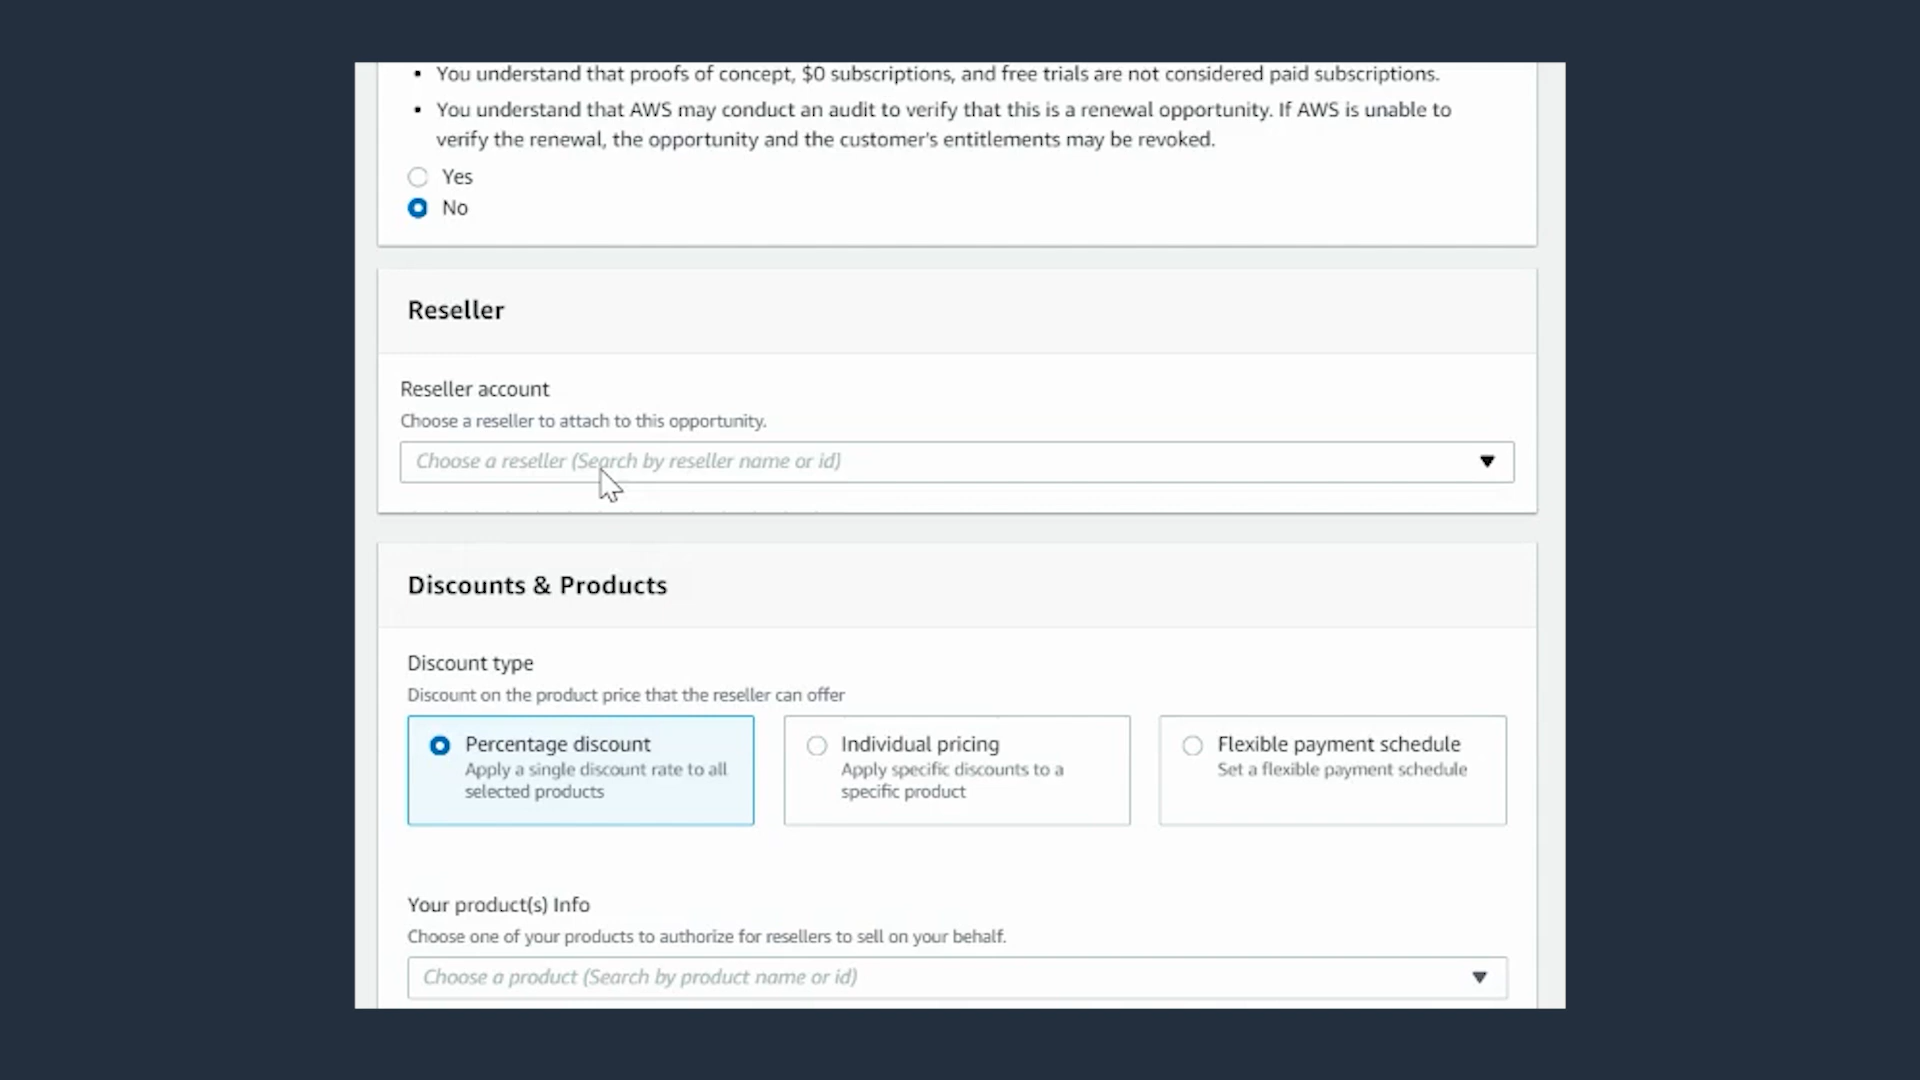 • You understand that proofs of concept, $0 subscriptions, and free trials are not considered paid subscriptions.
• You understand that AWS may conduct an audit to verify that this is a renewal opportunity. If AWS is unable to
verify the renewal, the opportunity and the customer's entitlements may be revoked.
Yes
No
Reseller
Reseller account
Choose a reseller to attach to this opportunity.
Choose a reseller (Search by reseller name or id)
Discounts & Products
Discount type
Discount on the product price that the reseller can offer
Percentage discount
Apply a single discount rate to all
selected products
Individual pricing
Apply specific discounts to a
specific product
Flexible payment schedule
Set a flexible payment schedule
Your product(s) Info
Choose one of your products to authorize for resellers to sell on your behalf.
Choose a product (Search by product name or id)